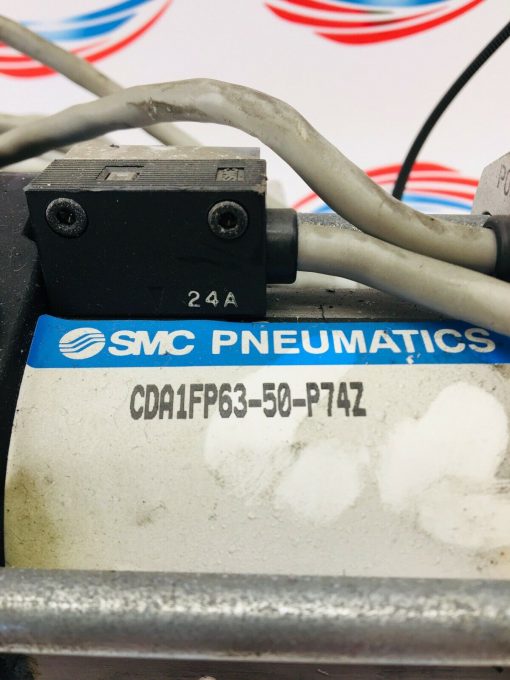 24A
SMC PNEUMATICS
CDA1FP63-50-P74Z